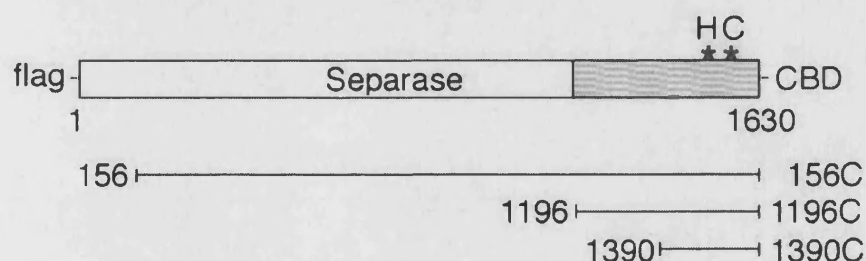 H C
* *
flag Separase CBD
1 1630
156 156C
1196 1196C
1390 1390C